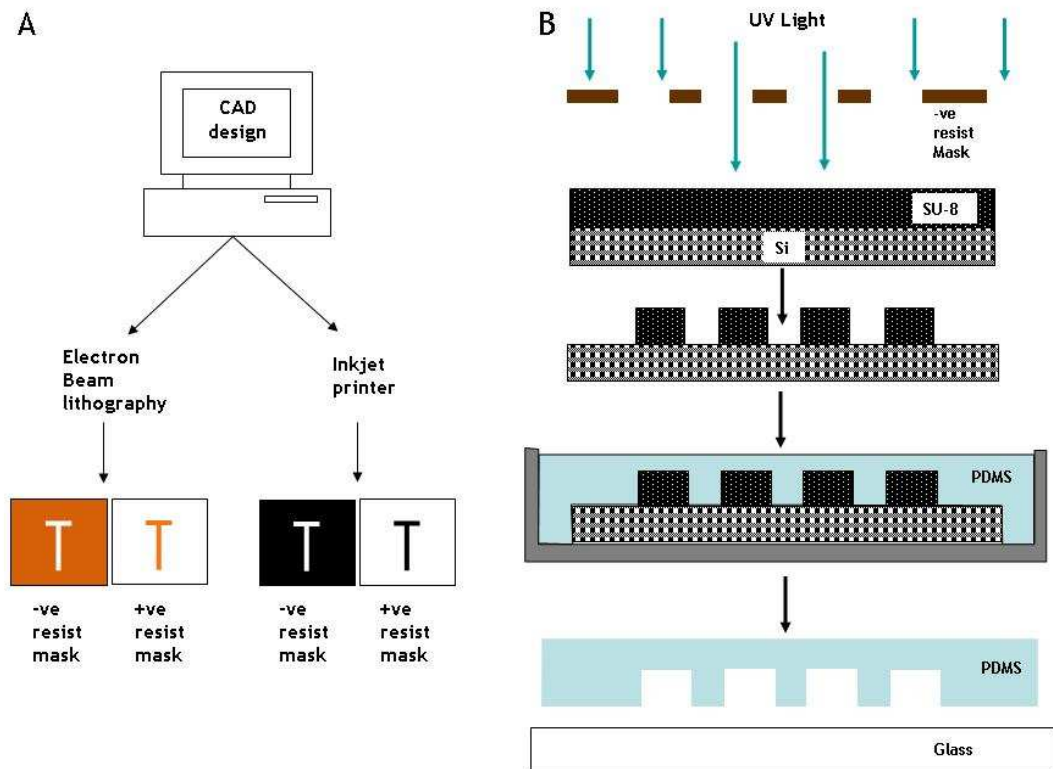 A
CAD
design
Electron
Beam
lithography
Inkjet
printer
T
T
T
T
-ve
resist
mask
+ve
resist
mask
-ve
resist
mask
+ve
resist
mask
B
UV Light
-ve
resist
Mask
SU-8
Si
PDMS
PDMS
Glass